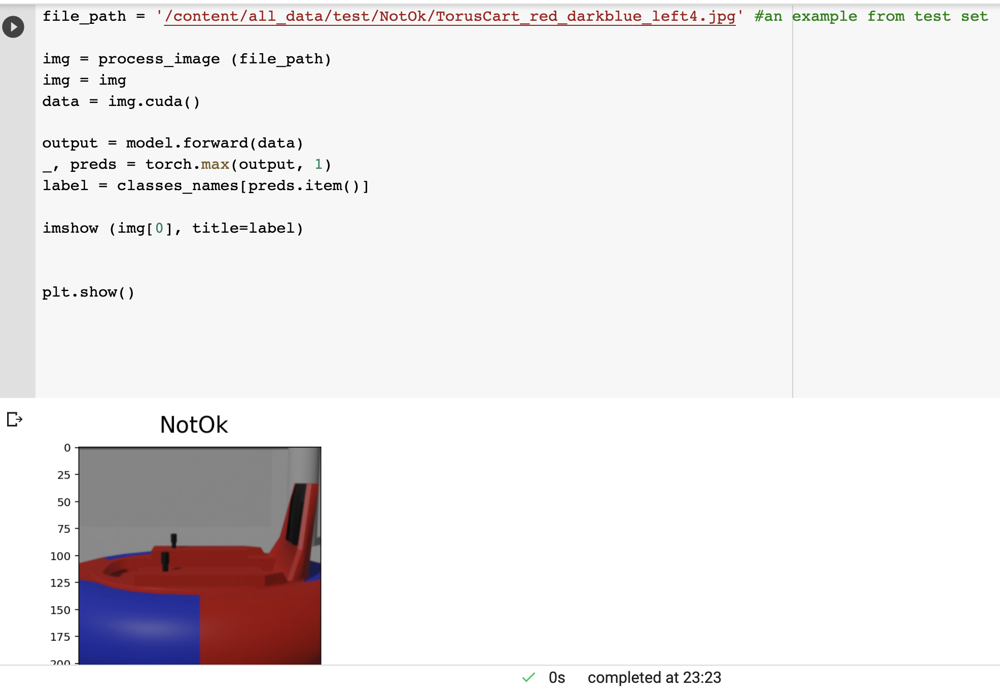 file_path = '/content/all_data/test/NotOk/TorusCart_red_darkblue_left4.jpg' #an example from test set
img = process_image (file_path)
img = img
data = img.cuda()
output = model.forward(data)
_, preds = torch.max(output, 1)
label = classes_names[preds.item()]
imshow (img[0], title=label)
plt.show()
NotOk
0
25
50
75
100
125
150
175
200
0s completed at 23:23